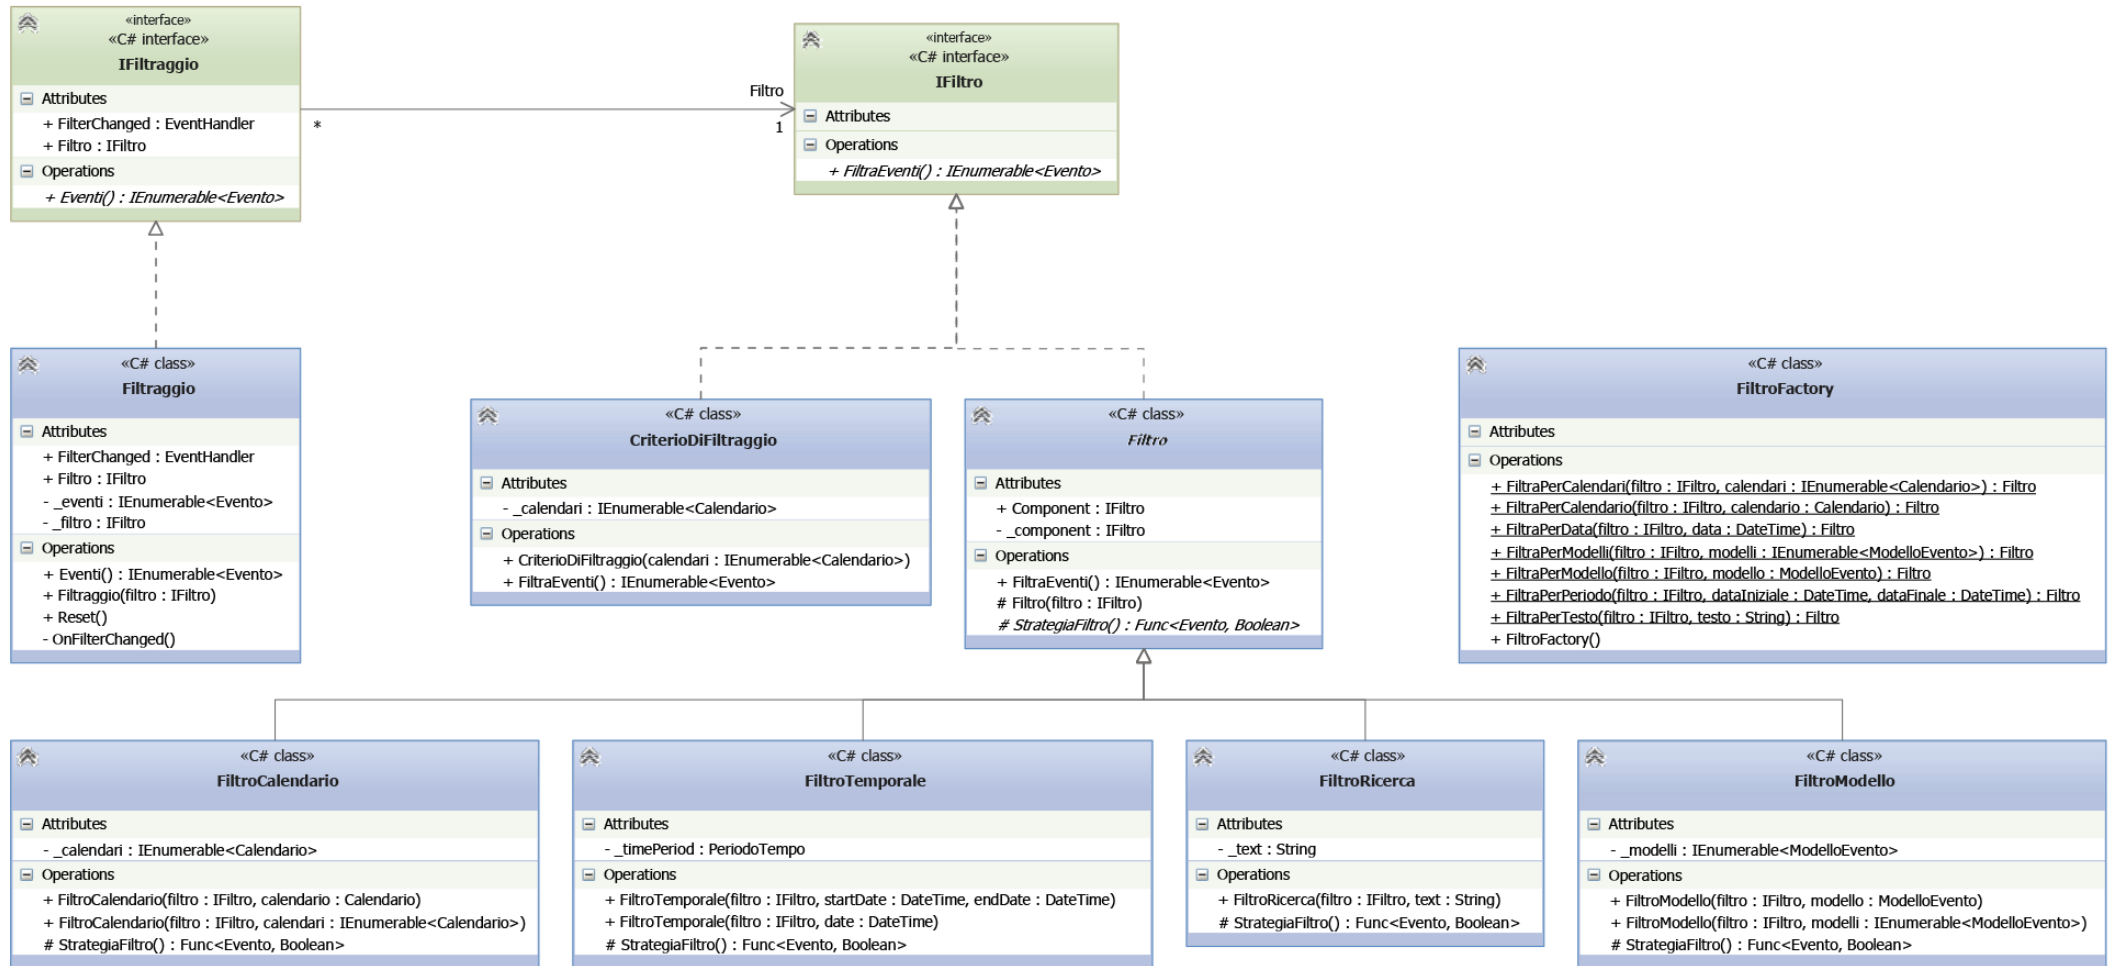 «interface»
«C# interface»
IFiltraggio
Attributes
+ FilterChanged : EventHandler
+ Filtro : IFiltro
Operations
+ Eventi() : IEnumerable<Evento>
Filtro
*
1
«interface»
«C# interface»
IFiltro
Attributes
Operations
+ FiltraEventi() : IEnumerable<Evento>
«C# class»
Filtraggio
Attributes
+ FilterChanged : EventHandler
+ Filtro : IFiltro
- _eventi : IEnumerable<Evento>
- _filtro : IFiltro
Operations
+ Eventi() : IEnumerable<Evento>
+ Filtraggio(filtro : IFiltro)
+ Reset()
- OnFilterChanged()
«C# class»
CriterioDiFiltraggio
Attributes
- _calendari : IEnumerable<Calendario>
Operations
+ CriterioDiFiltraggio(calendari : IEnumerable<Calendario>)
+ FiltraEventi() : IEnumerable<Evento>
«C# class»
Filtro
Attributes
+ Component : IFiltro
- _component : IFiltro
Operations
+ FiltraEventi() : IEnumerable<Evento>
# Filtro(filtro : IFiltro)
# StrategiaFiltro() : Func<Evento, Boolean>
«C# class»
FiltroFactory
Attributes
Operations
+ FiltraPerCalendari(filtro : IFiltro, calendari : IEnumerable<Calendario>) : Filtro
+ FiltraPerCalendario(filtro : IFiltro, calendario : Calendario) : Filtro
+ FiltraPerData(filtro : IFiltro, data : DateTime) : Filtro
+ FiltraPerModelli(filtro : IFiltro, modelli : IEnumerable<ModelloEvento>) : Filtro
+ FiltraPerModello(filtro : IFiltro, modello : ModelloEvento) : Filtro
+ FiltraPerPeriodo(filtro : IFiltro, dataIniziale : DateTime, dataFinale : DateTime) : Filtro
+ FiltraPerTesto(filtro : IFiltro, testo : String) : Filtro
+ FiltroFactory()
«C# class»
FiltroCalendario
Attributes
- _calendari : IEnumerable<Calendario>
Operations
+ FiltroCalendario(filtro : IFiltro, calendario : Calendario)
+ FiltroCalendario(filtro : IFiltro, calendari : IEnumerable<Calendario>)
# StrategiaFiltro() : Func<Evento, Boolean>
«C# class»
FiltroTemporale
Attributes
- _timePeriod : PeriodoTempo
Operations
+ FiltroTemporale(filtro : IFiltro, startDate : DateTime, endDate : DateTime)
+ FiltroTemporale(filtro : IFiltro, date : DateTime)
# StrategiaFiltro() : Func<Evento, Boolean>
«C# class»
FiltroRicerca
Attributes
- _text : String
Operations
+ FiltroRicerca(filtro : IFiltro, text : String)
# StrategiaFiltro() : Func<Evento, Boolean>
«C# class»
FiltroModello
Attributes
- _modelli : IEnumerable<ModelloEvento>
Operations
+ FiltroModello(filtro : IFiltro, modello : ModelloEvento)
+ FiltroModello(filtro : IFiltro, modelli : IEnumerable<ModelloEvento>)
# StrategiaFiltro() : Func<Evento, Boolean>